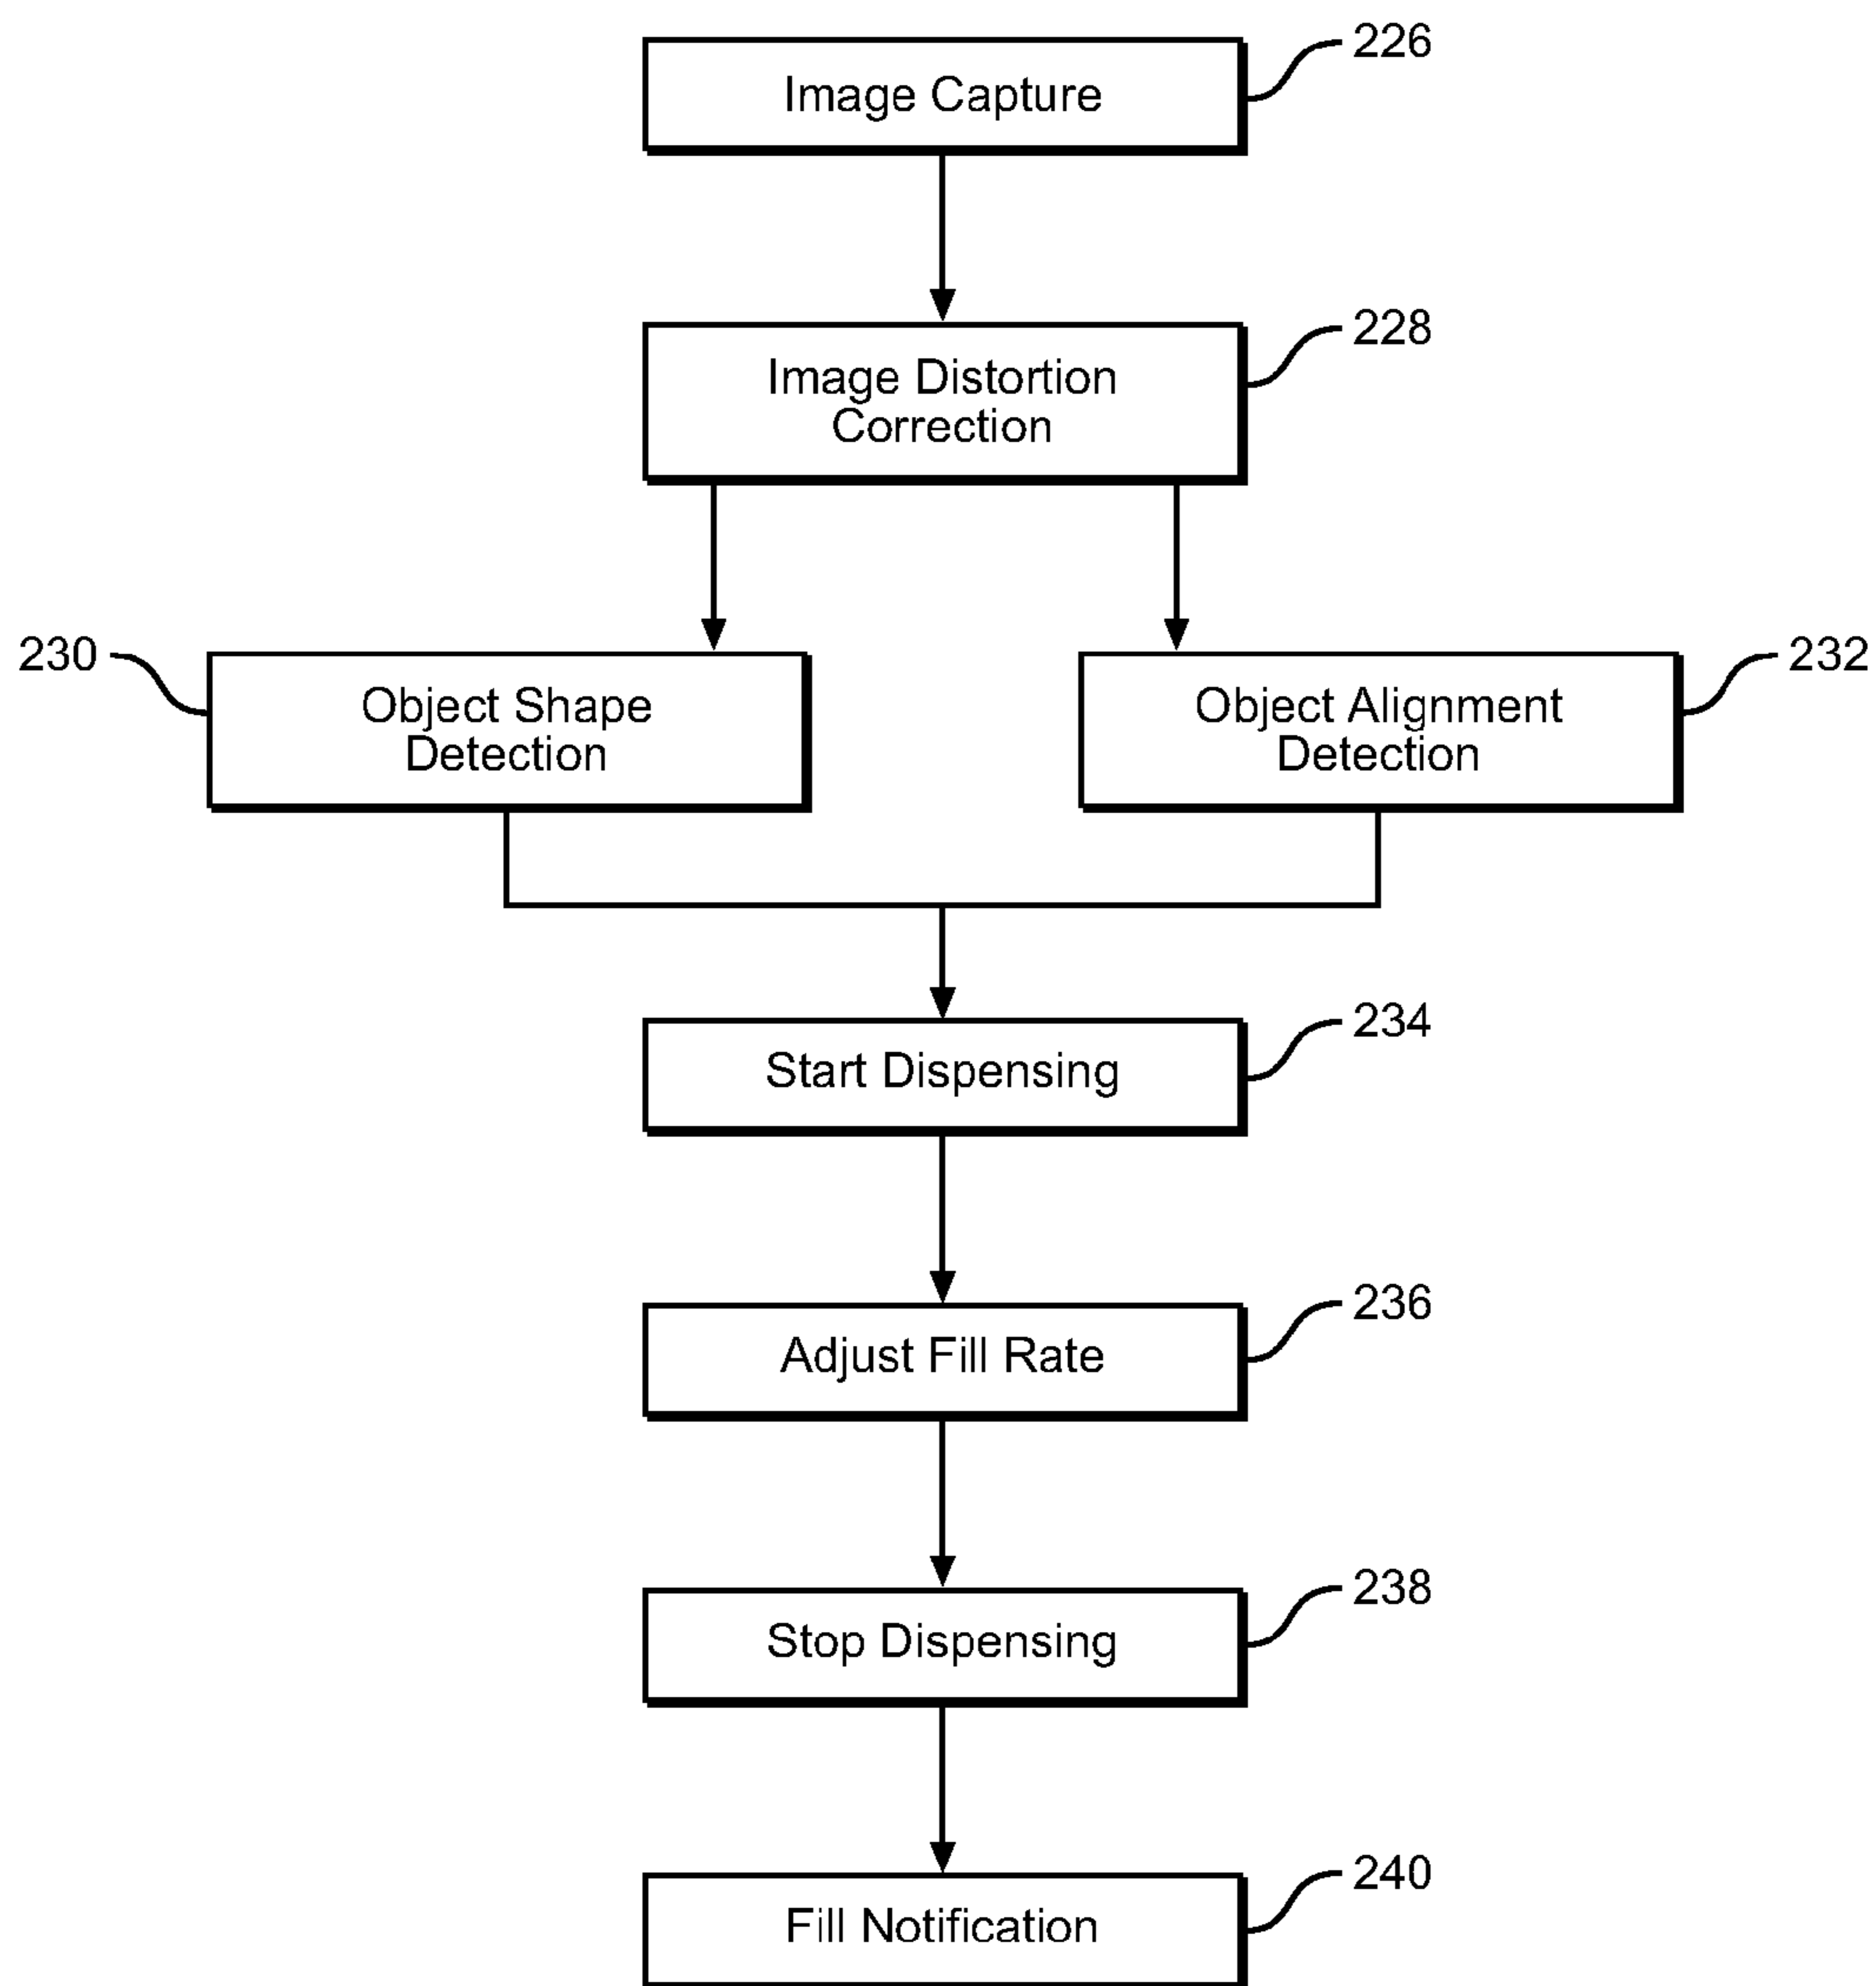 226
Image Capture
228
Image Distortion
Correction
230
Object Shape
Detection
232
Object Alignment
Detection
234
Start Dispensing
236
Adjust Fill Rate
238
Stop Dispensing
240
Fill Notification